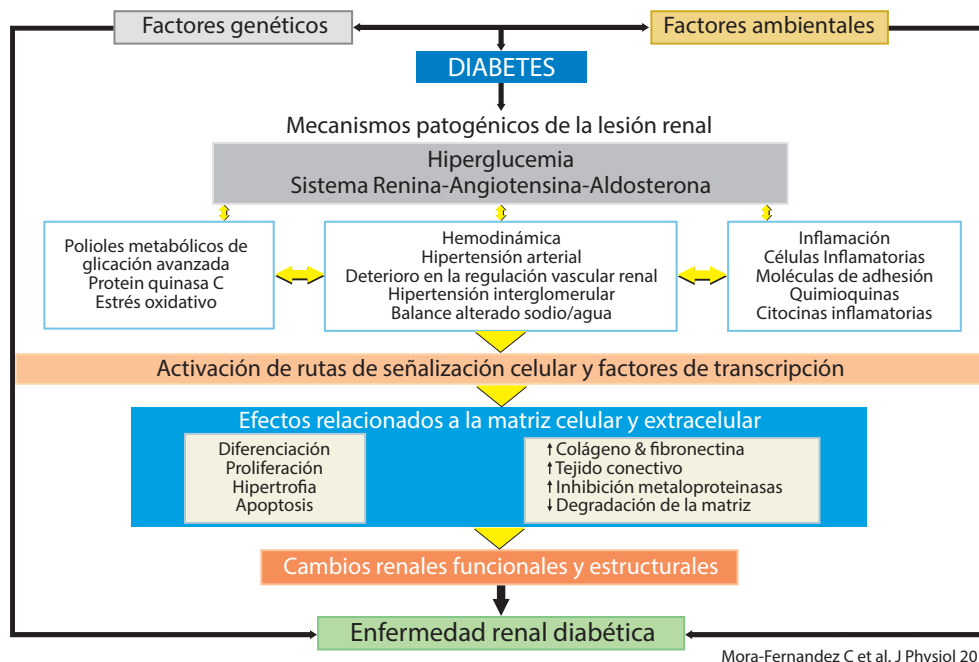 Factores genéticos
Factores ambientales
DIABETES
Mecanismos patogénicos de la lesión renal
Hiperglucemia
Sistema Renina-Angiotensina-Aldosterona
Polioles metabólicos de
glicación avanzada
Protein quinasa C
Estrés oxidativo
Hemodinámica
Hipertensión arterial
Deterioro en la regulación vascular renal
Hipertensión interglomerular
Balance alterado sodio/agua
Inflamación
Células Inflamatorias
Moléculas de adhesión
Quimioquinas
Citocinas inflamatorias
Activación de rutas de señalización celular y factores de transcripción
Efectos relacionados a la matriz celular y extracelular
Diferenciación
Proliferación
Hipertrofia
Apoptosis
↑ Colágeno & fibronectina
↑ Tejido conectivo
↑ Inhibición metaloproteinasas
↓ Degradación de la matriz
Cambios renales funcionales y estructurales
Enfermedad renal diabética
Mora-Fernandez C et al. J Physiol 20